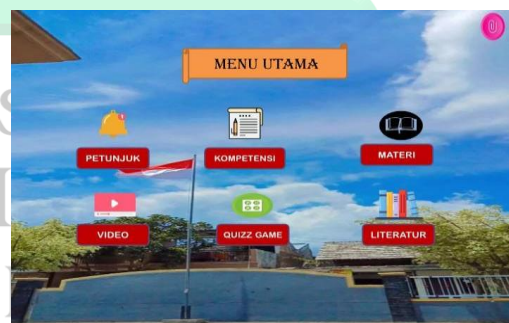 MENU UTAMA
PETUNJUK
KOMPETENSI
MATERI
VIDEO
QUIZZ GAME
LITERATUR